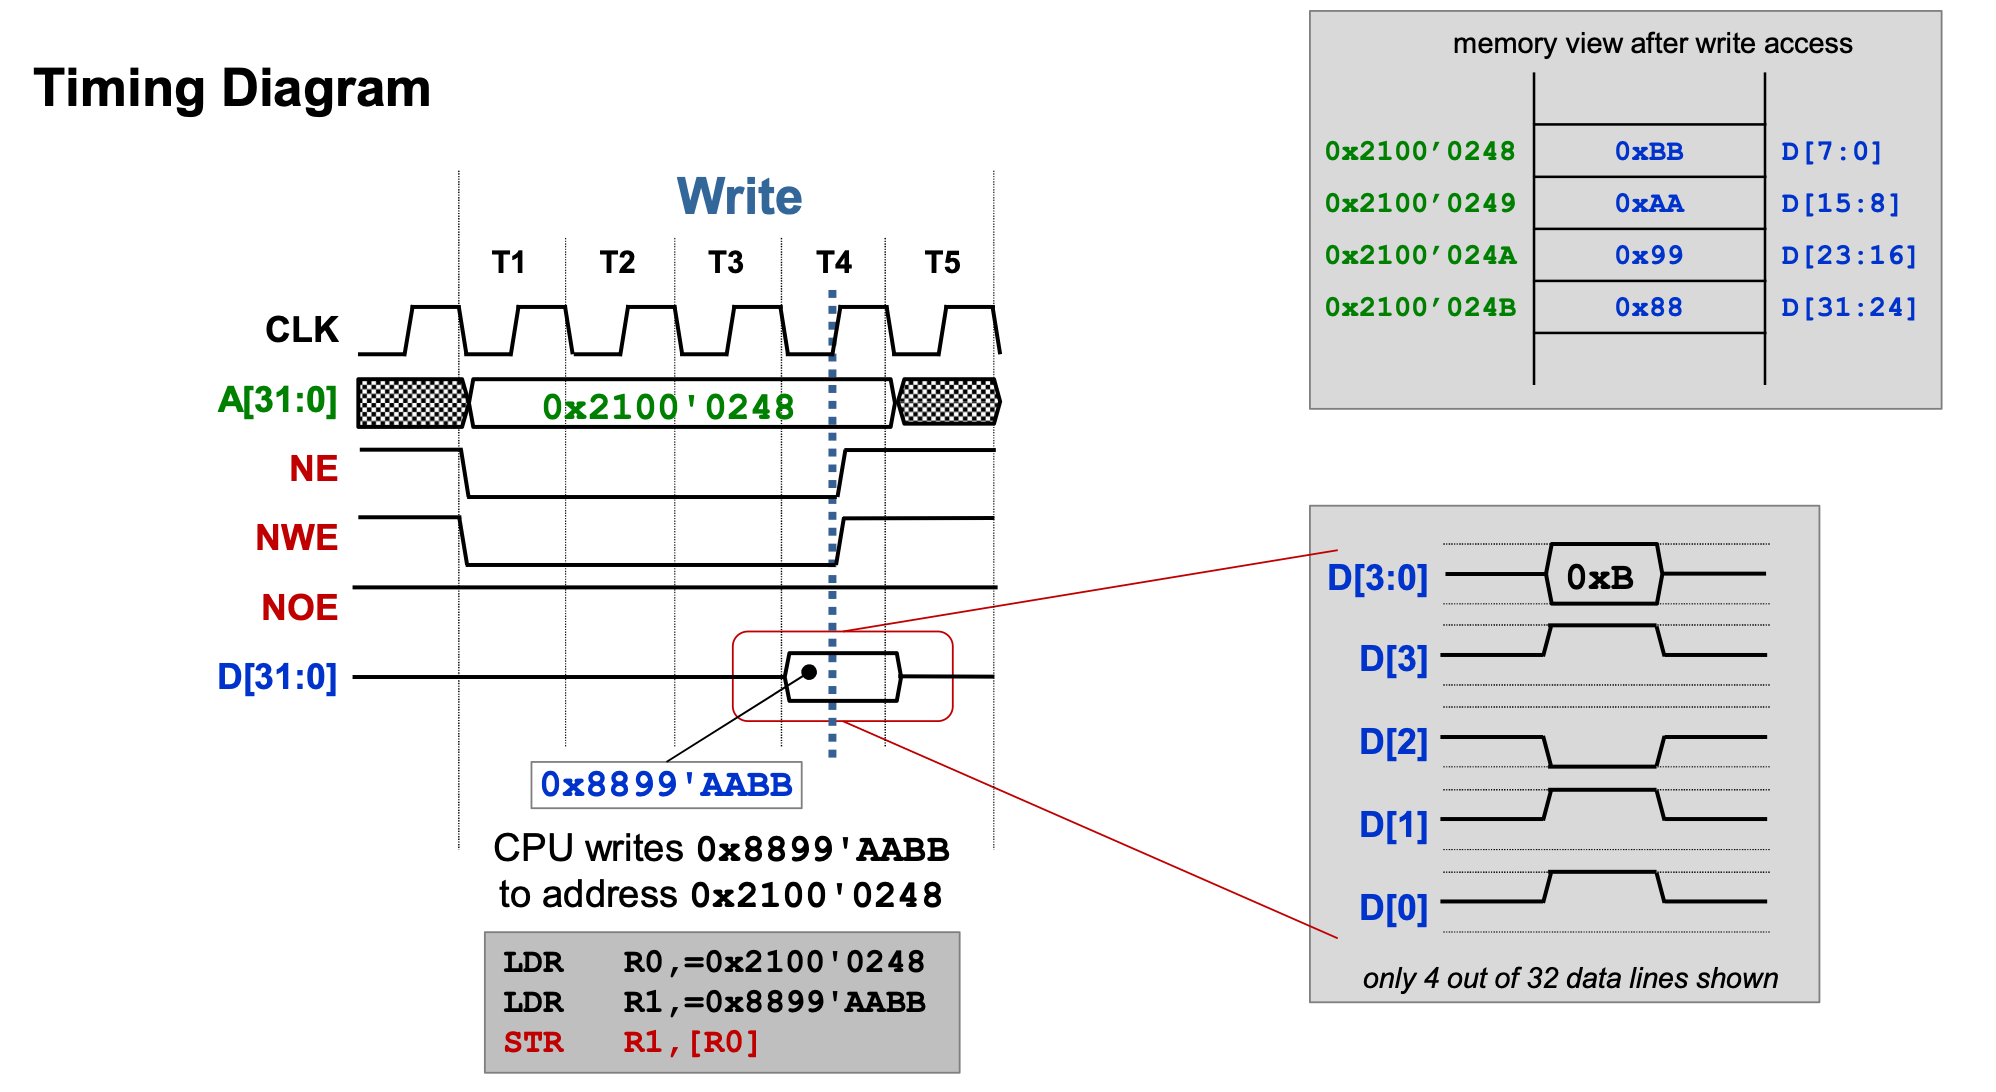 Timing Diagram
Write
T1 T2 T3 T4 T5
CLK
A[31:0] 0x2100'0248
NE
NWE
NOE
D[31:0]
0x8899'AABB
CPU writes 0x8899'AABB
to address 0x2100'0248
LDR R0,=0x2100'0248
LDR R1,=0x8899'AABB
STR R1,[R0]
memory view after write access
0x2100’0248 0xBB D[7:0]
0x2100’0249 0xAA D[15:8]
0x2100’024A 0x99 D[23:16]
0x2100’024B 0x88 D[31:24]
D[3:0] 0xB
D[3]
D[2]
D[1]
D[0]
only 4 out of 32 data lines shown